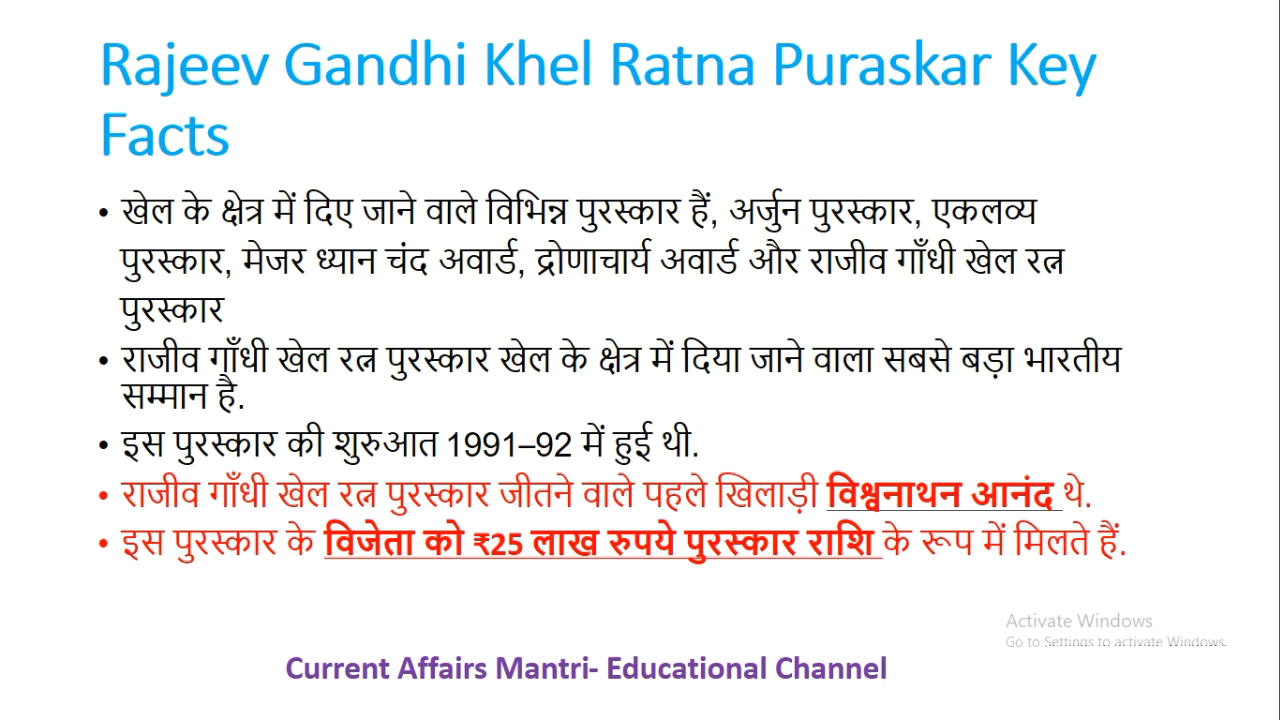 Rajeev Gandhi Khel Ratna Puraskar Key
Facts
• खेल के क्षेत्र में दिए जाने वाले विभिन्न पुरस्कार हैं, अर्जुन पुरस्कार, एकलव्य
पुरस्कार, मेजर ध्यान चंद अवार्ड, द्रोणाचार्य अवार्ड और राजीव गाँधी खेल रत्न
पुरस्कार
• राजीव गाँधी खेल रत्न पुरस्कार खेल के क्षेत्र में दिया जाने वाला सबसे बड़ा भारतीय
सम्मान है.
• इस पुरस्कार की शुरुआत 1991–92 में हुई थी.
• राजीव गाँधी खेल रत्न पुरस्कार जीतने वाले पहले खिलाड़ी विश्वनाथन आनंद थे.
• इस पुरस्कार के विजेता को ₹25 लाख रुपये पुरस्कार राशि के रूप में मिलते हैं.
Activate Windows
Go to Settings to activate Windows.
Current Affairs Mantri- Educational Channel